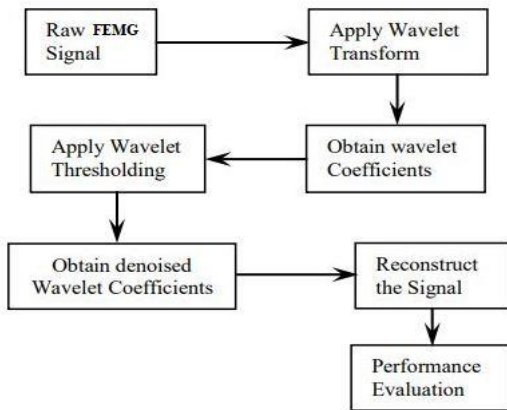 Raw FEMG
Signal
Apply Wavelet
Transform
Obtain wavelet
Coefficients
Apply Wavelet
Thresholding
Obtain denoised
Wavelet Coefficients
Reconstruct
the Signal
Performance
Evaluation